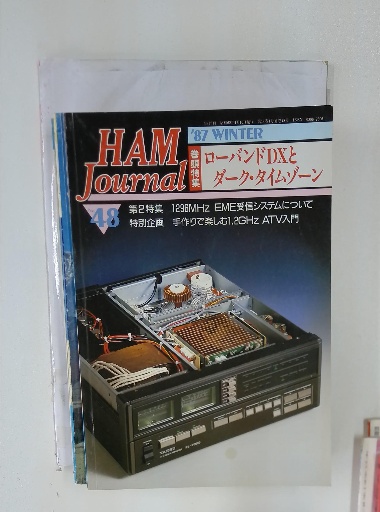 '87 WINTER
HAM Journal
巻頭特集
ローバンドDXと
ダーク・タイムゾーン
48
第2特集 1296MHz EME受信システムについて
特別企画 手作りで楽しむ1.2GHz ATV入門